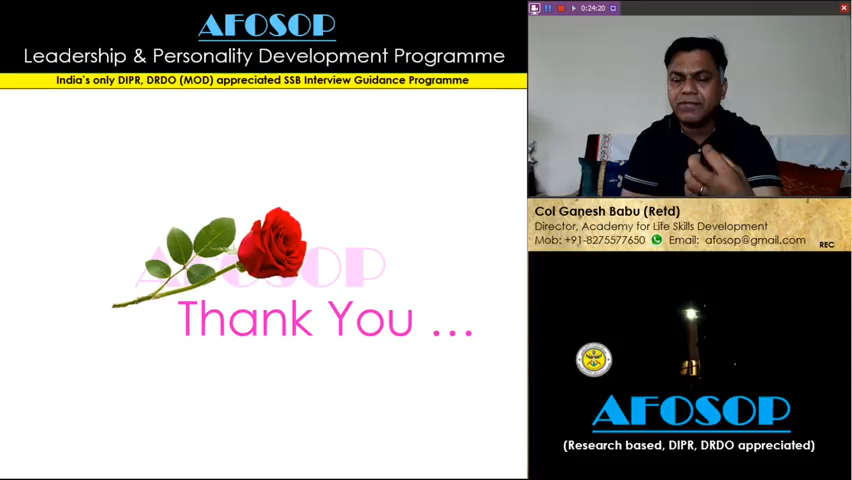 AFOSOP
Leadership & Personality Development Programme
India's only DIPR, DRDO (MOD) appreciated SSB Interview Guidance Programme
AFOSOP
Thank You ...
0:24:20
Col Ganesh Babu (Retd)
Director, Academy for Life Skills Development
Mob: +91-8275577650 Email: afosop@gmail.com
REC
AFOSOP
(Research based, DIPR, DRDO appreciated)